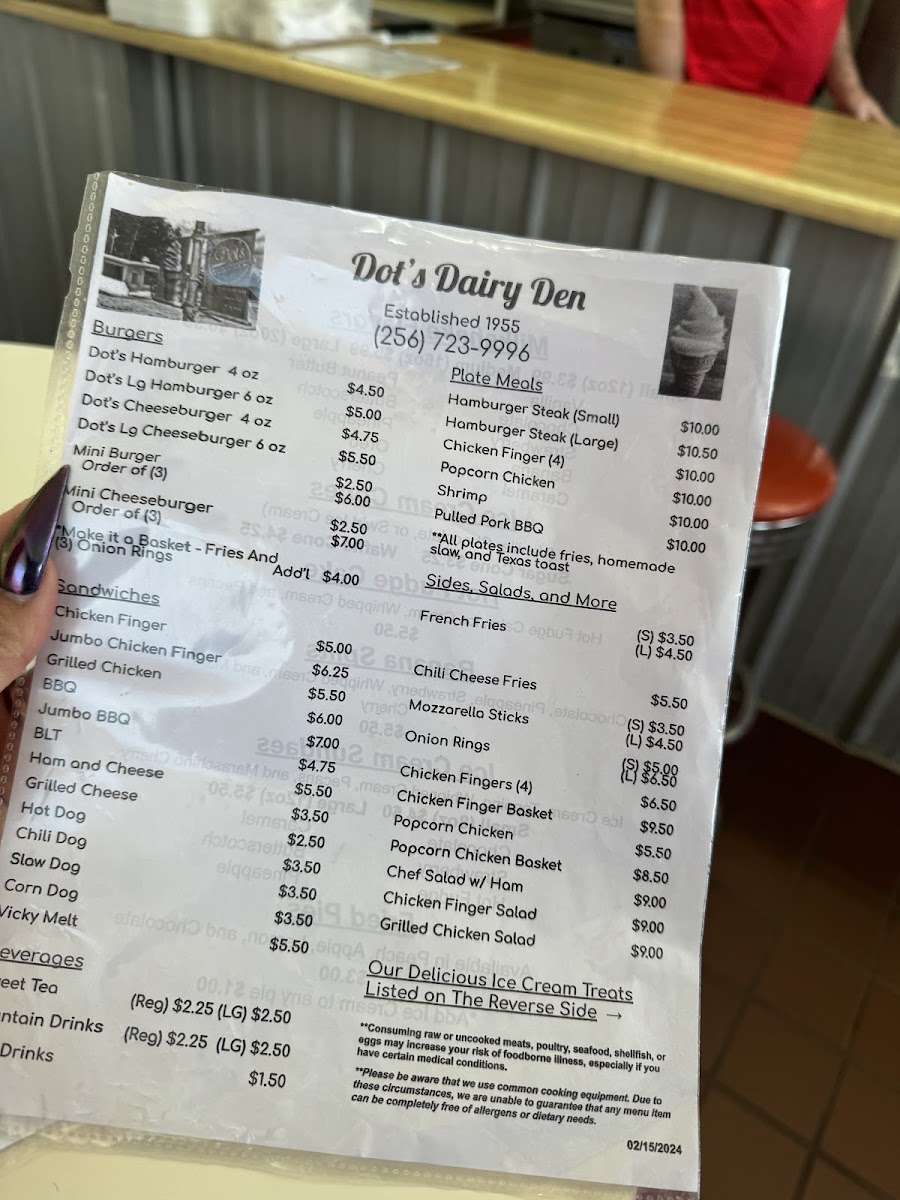 Dot's Dairy Den
Established 1955
(256) 723-9996
Burgers
Dot's Hamburger 4 oz $4.50
Dot's Lg Hamburger 6 oz $5.00
Dot's Cheeseburger 4 oz $4.75
Dot's Lg Cheeseburger 6 oz $5.50
Mini Burger $2.50
Order of (3) $6.00
Mini Cheeseburger $2.50
Order of (3) $7.00
*Make it a Basket - Fries And
(3) Onion Rings Add'l $4.00
Sandwiches
Chicken Finger $5.00
Jumbo Chicken Finger $6.25
Grilled Chicken $5.50
BBQ $6.00
Jumbo BBQ $7.00
BLT $4.75
Ham and Cheese $5.50
Grilled Cheese $3.50
Hot Dog $2.50
Chili Dog $3.50
Slaw Dog $3.50
Corn Dog $3.50
Vicky Melt $5.50
everages
eet Tea (Reg) $2.25 (LG) $2.50
ntain Drinks (Reg) $2.25 (LG) $2.50
Drinks $1.50
Plate Meals
Hamburger Steak (Small) $10.00
Hamburger Steak (Large) $10.50
Chicken Finger (4) $10.00
Popcorn Chicken $10.00
Shrimp $10.00
Pulled Pork BBQ $10.00
**All plates include fries, homemade
slaw, and Texas toast
Sides, Salads, and More
French Fries (S) $3.50
(L) $4.50
Chili Cheese Fries $5.50
Mozzarella Sticks (S) $3.50
(L) $4.50
Onion Rings (S) $5.00
(L) $6.50
Chicken Fingers (4) $6.50
Chicken Finger Basket $9.50
Popcorn Chicken $5.50
Popcorn Chicken Basket $8.50
Chef Salad w/ Ham $9.00
Chicken Finger Salad $9.00
Grilled Chicken Salad $9.00
Our Delicious Ice Cream Treats
Listed on The Reverse Side →
**Consuming raw or uncooked meats, poultry, seafood, shellfish, or
eggs may increase your risk of foodborne illness, especially if you
have certain medical conditions.
**Please be aware that we use common cooking equipment. Due to
these circumstances, we are unable to guarantee that any menu item
can be completely free of allergens or dietary needs.
02/15/2024